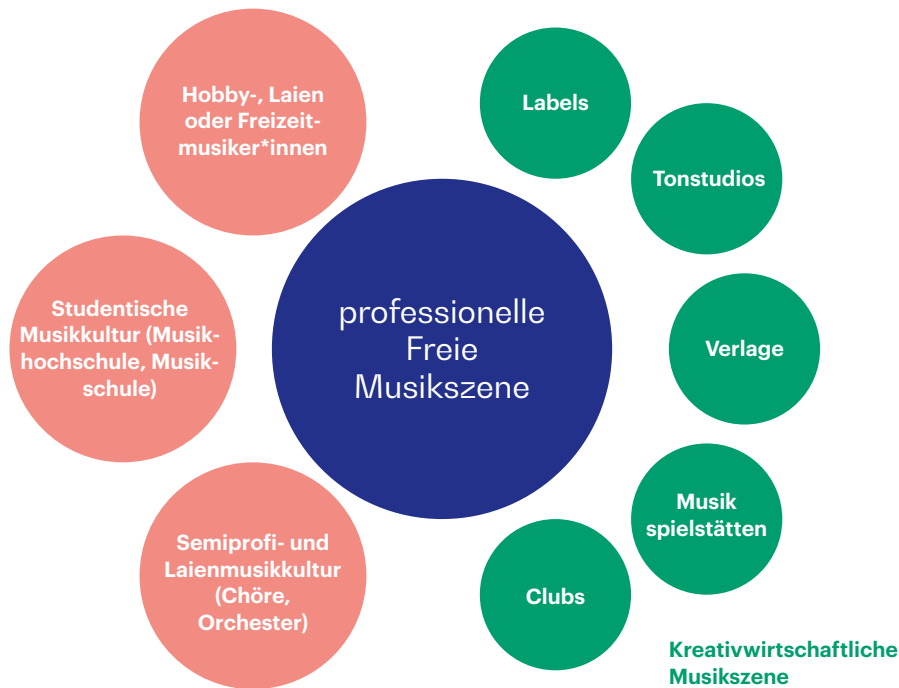 Hobby-, Laien
oder Freizeit-
musiker*innen
Labels
Tonstudios
Studentische
Musikkultur (Musik-
hochschule, Musik-
schule)
professionelle
Freie
Musikszene
Verlage
Semiprofi- und
Laienmusikkultur
(Chöre,
Orchester)
Musik
spielstätten
Clubs
Kreativwirtschaftliche
Musikszene